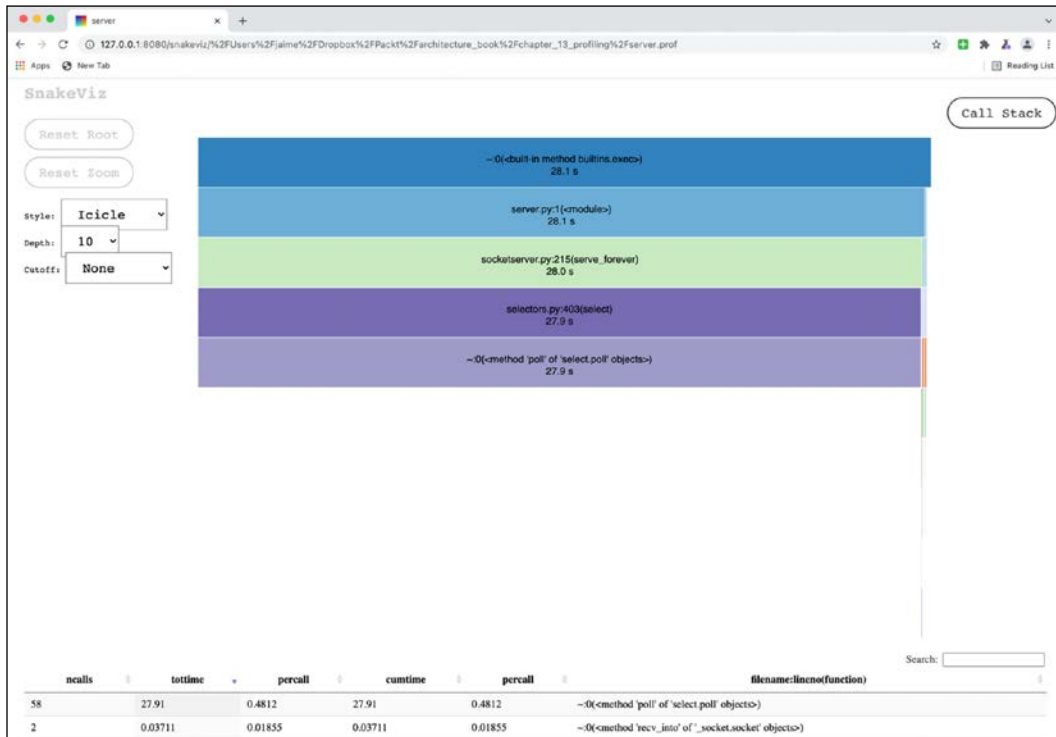 server
127.0.0.1:8080/snakeviz/%2FUsers%2Fjaime%2FDropbox%2FPackt%2Farchitecture_book%2Fchapter_13_profiling%2Fserver.prof
Apps New Tab Reading List
SnakeViz
Call Stack
Reset Root
Reset Zoom
Style: Icicle
Depth: 10
Cutoff: None
~:0(<built-in method builtins.exec>)
28.1 s
server.py:1(<module>)
28.1 s
socketserver.py:215(serve_forever)
28.0 s
selectors.py:403(select)
27.9 s
~:0(<method 'poll' of 'select.poll' objects>)
27.9 s
Search:
ncalls tottime percall cumtime percall filename:lineno(function)
58 27.91 0.4812 27.91 0.4812 ~:0(<method 'poll' of 'select.poll' objects>)
2 0.03711 0.01855 0.03711 0.01855 ~:0(<method 'recv_into' of '_socket.socket' objects>)